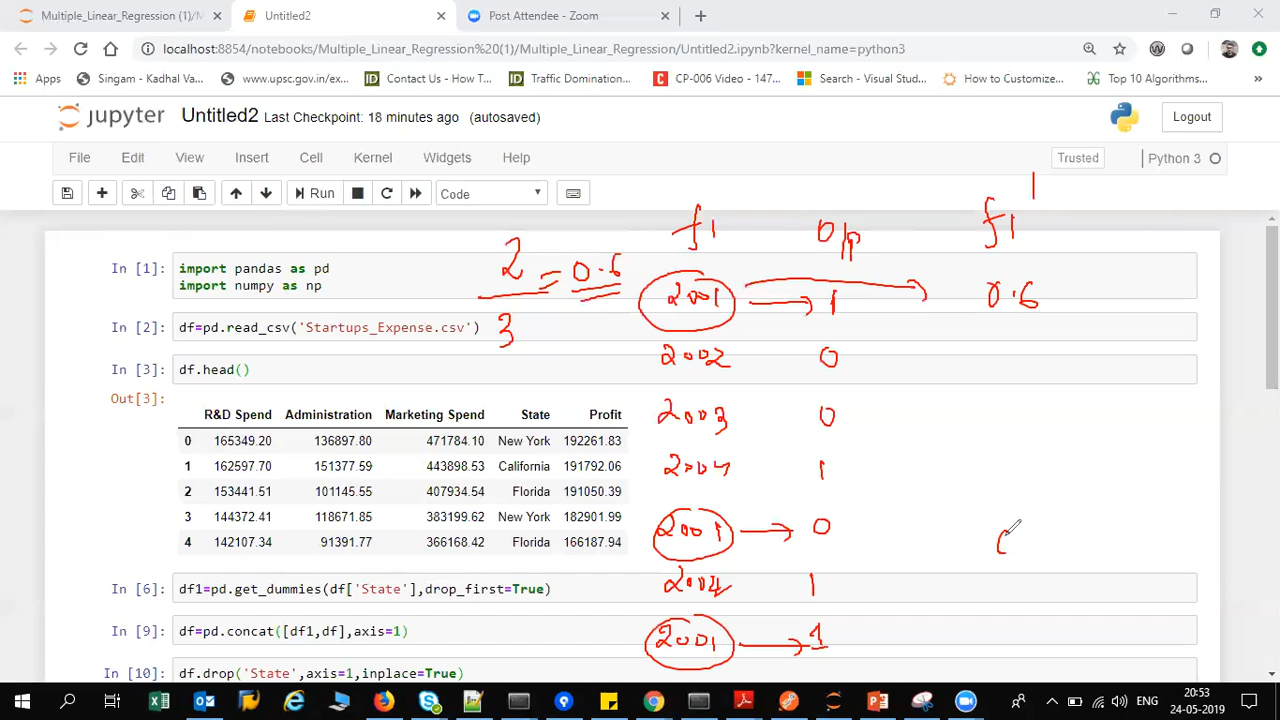 Multiple_Linear_Regression (1)/M
Untitled2
Post Attendee - Zoom
localhost:8854/notebooks/Multiple_Linear_Regression%20(1)/Multiple_Linear_Regression/Untitled2.ipynb?kernel_name=python3
Apps
Singam - Kadhal Va...
www.upsc.gov.in/ex...
Contact Us - How T...
Traffic Domination...
CP-006 Video - 147...
Search - Visual Stud...
How to Customize...
Top 10 Algorithms...
jupyter Untitled2 Last Checkpoint: 18 minutes ago (autosaved)
Logout
File Edit View Insert Cell Kernel Widgets Help
Trusted
Python 3
Run
Code
f1 O/p f1
1
In [1]: import pandas as pd
import numpy as np
2/3 = 0.6
2001 1 0.6
2002 0
2003 0
2004 1
2001 0
2004 1
2001 1
In [2]: df=pd.read_csv('Startups_Expense.csv')
In [3]: df.head()
Out[3]:
R&D Spend Administration Marketing Spend State Profit
0 165349.20 136897.80 471784.10 New York 192261.83
1 162597.70 151377.59 443898.53 California 191792.06
2 153441.51 101145.55 407934.54 Florida 191050.39
3 144372.41 118671.85 383199.62 New York 182901.99
4 142107.34 91391.77 366168.42 Florida 166187.94
In [6]: df1=pd.get_dummies(df['State'],drop_first=True)
In [9]: df=pd.concat([df1,df],axis=1)
In [10]: df.drop('State',axis=1,inplace=True)
ENG
20:53
24-05-2019